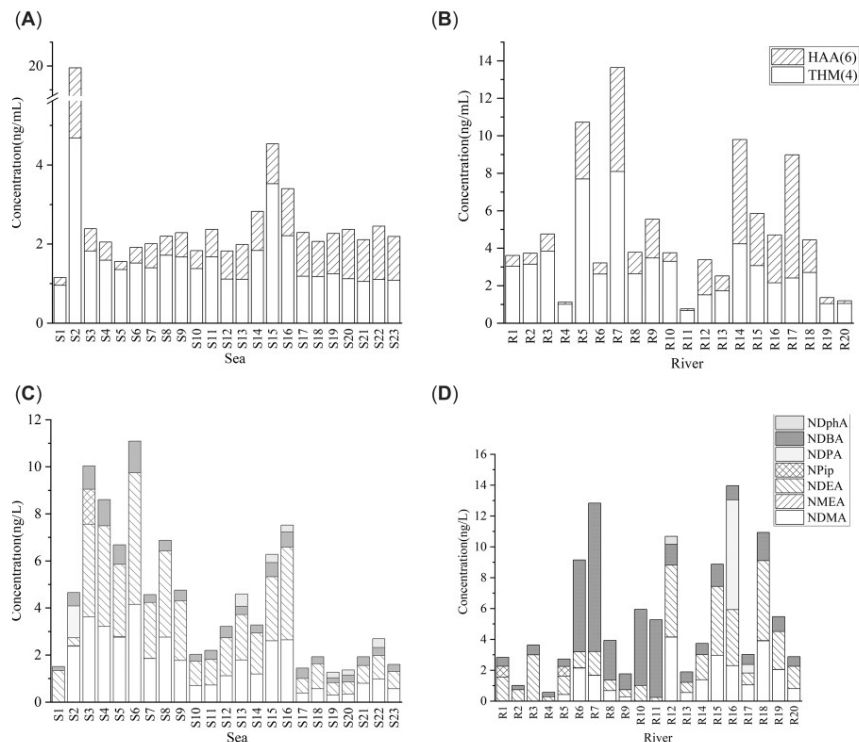 (A)
20
4
2
0
Concentration(ng/mL)
S1 S2 S3 S4 S5 S6 S7 S8 S9 S10 S11 S12 S13 S14 S15 S16 S17 S18 S19 S20 S21 S22 S23
Sea
(B)
HAA(6)
THM(4)
14
12
10
8
6
4
2
0
Concentration(ng/mL)
R1 R2 R3 R4 R5 R6 R7 R8 R9 R10 R11 R12 R13 R14 R15 R16 R17 R18 R19 R20
River
(C)
12
10
8
6
4
2
0
Concentration(ng/L)
S1 S2 S3 S4 S5 S6 S7 S8 S9 S10 S11 S12 S13 S14 S15 S16 S17 S18 S19 S20 S21 S22 S23
Sea
(D)
NDphA
NDBA
NDPA
NPip
NDEA
NMEA
NDMA
16
14
12
10
8
6
4
2
0
Concentration(ng/L)
R1 R2 R3 R4 R5 R6 R7 R8 R9 R10 R11 R12 R13 R14 R15 R16 R17 R18 R19 R20
River